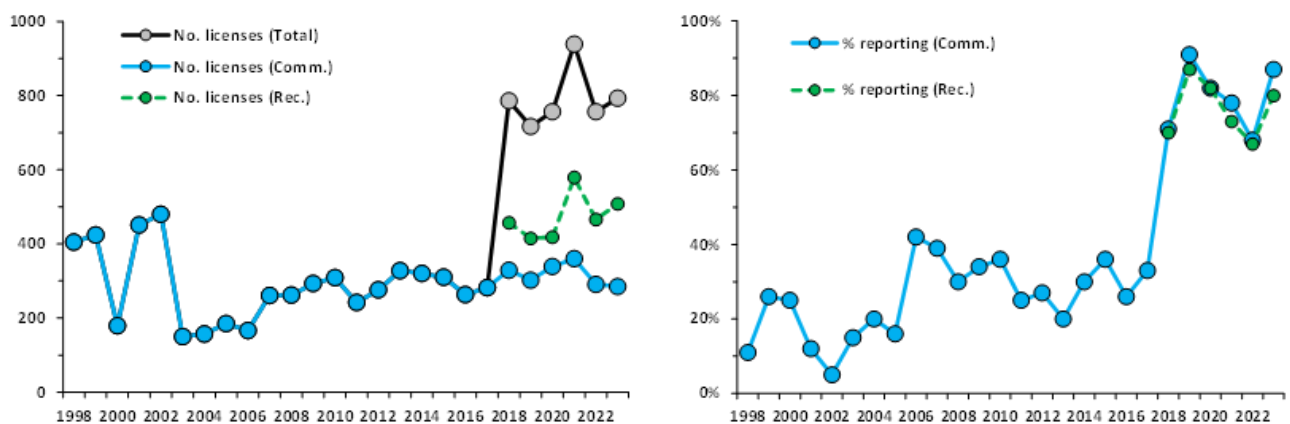 1000
800
600
400
200
0
No. licenses (Total)
No. licenses (Comm.)
No. licenses (Rec.)
1998 2000 2002 2004 2006 2008 2010 2012 2014 2016 2018 2020 2022
100%
80%
60%
40%
20%
0%
% reporting (Comm.)
% reporting (Rec.)
1998 2000 2002 2004 2006 2008 2010 2012 2014 2016 2018 2020 2022